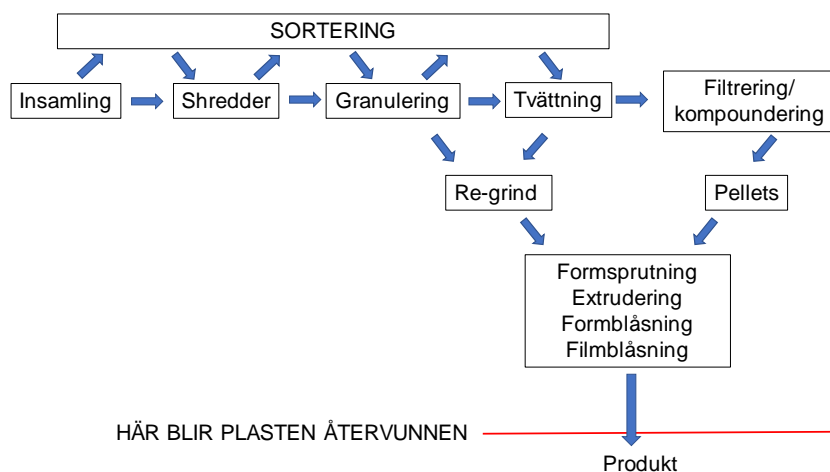 SORTERING
Insamling
Shredder
Granulering
Tvättning
Filtrering/
kompoundering
Re-grind
Pellets
Formsprutning
Extrudering
Formblåsning
Filmblåsning
HÄR BLIR PLASTEN ÅTERVUNNEN
Produkt